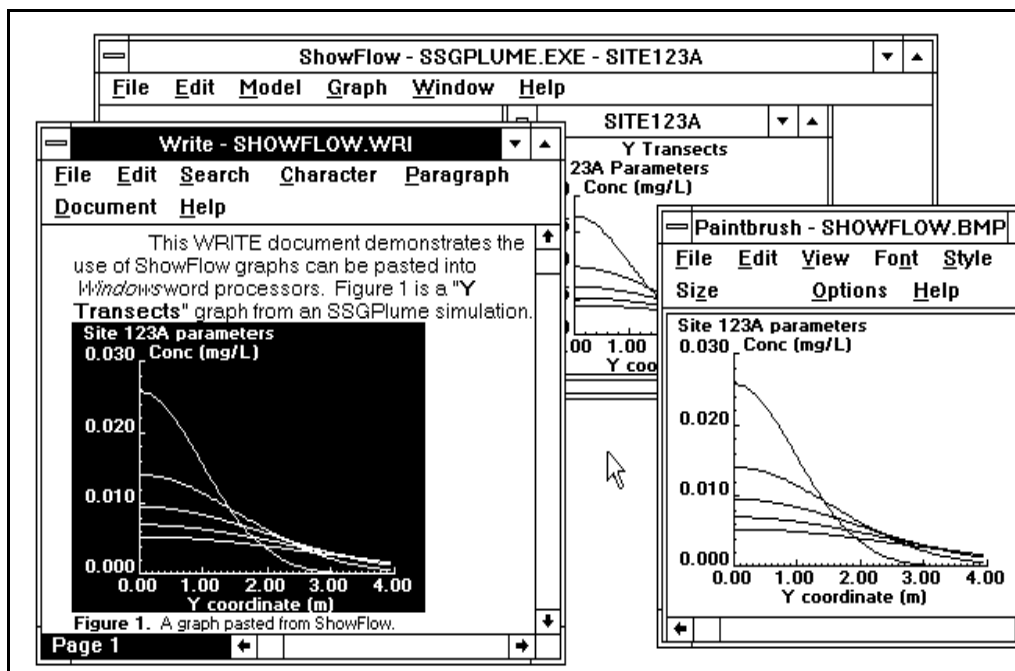 ShowFlow - SSGPLUME.EXE - SITE123A
File Edit Model Graph Window Help
SITE123A
Y Transects
123A Parameters
Conc (mg/L)
.00 1.00
Y coo
Write - SHOWFLOW.WRI
File Edit Search Character Paragraph
Document Help
This WRITE document demonstrates the
use of ShowFlow graphs can be pasted into
Windowsword processors. Figure 1 is a "Y
Transects" graph from an SSGPlume simulation.
Site 123A parameters
0.030 Conc (mg/L)
0.020
0.010
0.000
0.00 1.00 2.00 3.00 4.00
Y coordinate (m)
Figure 1. A graph pasted from ShowFlow.
Page 1
Paintbrush - SHOWFLOW.BMP
File Edit View Font Style
Size Options Help
Site 123A parameters
0.030 Conc (mg/L)
0.020
0.010
0.000
0.00 1.00 2.00 3.00 4.00
Y coordinate (m)